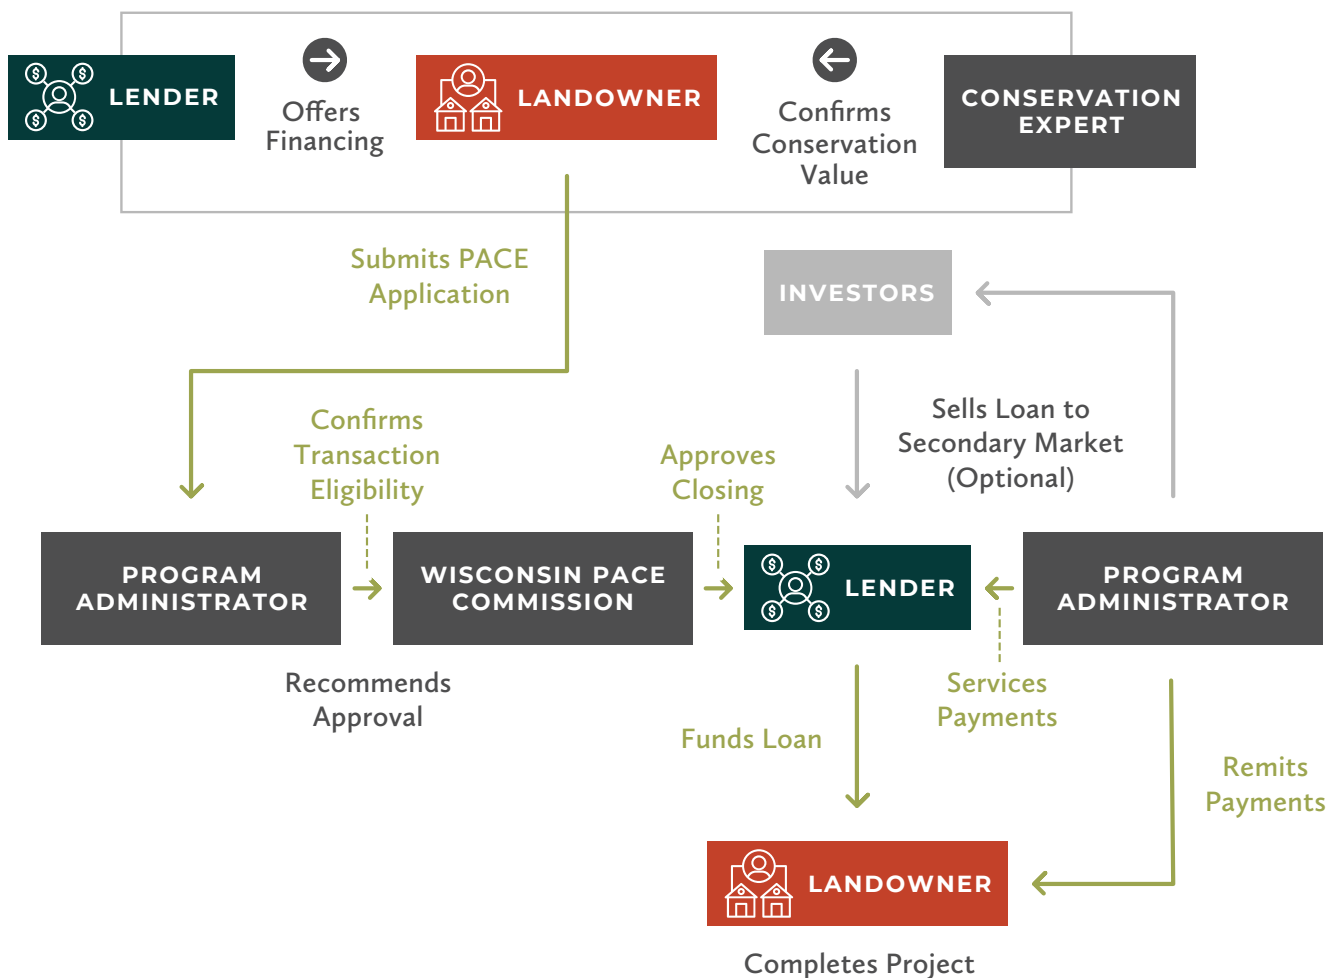 LENDER
Offers
Financing
LANDOWNER
Confirms
Conservation
Value
CONSERVATION
EXPERT
Submits PACE
Application
INVESTORS
Confirms
Transaction
Eligibility
Approves
Closing
Sells Loan to
Secondary Market
(Optional)
PROGRAM
ADMINISTRATOR
WISCONSIN PACE
COMMISSION
LENDER
PROGRAM
ADMINISTRATOR
Recommends
Approval
Funds Loan
Services
Payments
Remits
Payments
LANDOWNER
Completes Project